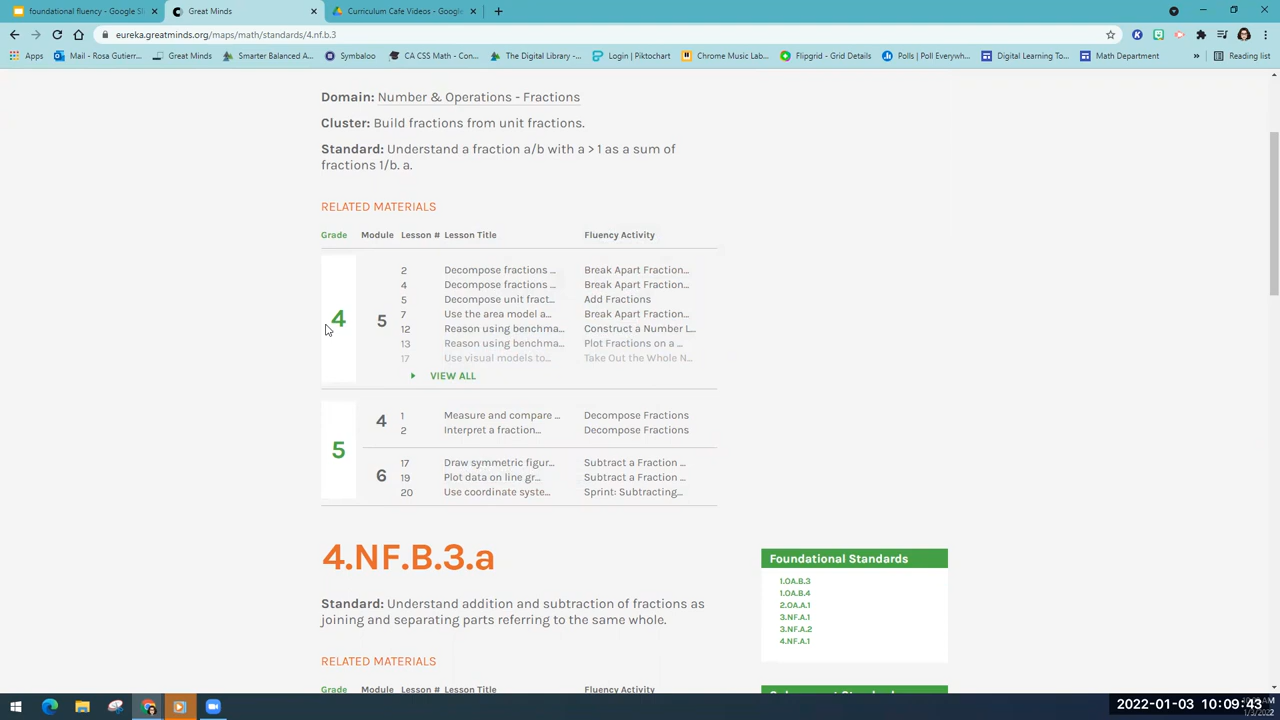 foundational fluency - Google Sl
Great Minds
Curriculum Cafe Videos - Google
eureka.greatminds.org/maps/math/standards/4.nf.b.3
Apps
Mail - Rosa Gutierr...
Great Minds
Smarter Balanced A...
Symbaloo
CA CSS Math - Con...
The Digital Library -...
Login | Piktochart
Chrome Music Lab...
Flipgrid - Grid Details
Polls | Poll Everywh...
Digital Learning To...
Math Department
»
Reading list
Domain: Number & Operations - Fractions
Cluster: Build fractions from unit fractions.
Standard: Understand a fraction a/b with a > 1 as a sum of
fractions 1/b. a.
RELATED MATERIALS
Grade Module Lesson # Lesson Title Fluency Activity
4 5
2 Decompose fractions ... Break Apart Fraction...
4 Decompose fractions ... Break Apart Fraction...
5 Decompose unit fract... Add Fractions
7 Use the area model a... Break Apart Fraction...
12 Reason using benchma... Construct a Number L...
13 Reason using benchma... Plot Fractions on a ...
17 Use visual models to... Take Out the Whole N...
VIEW ALL
5 4
1 Measure and compare ... Decompose Fractions
2 Interpret a fraction... Decompose Fractions
6
17 Draw symmetric figur... Subtract a Fraction ...
19 Plot data on line gr... Subtract a Fraction ...
20 Use coordinate syste... Sprint: Subtracting...
4.NF.B.3.a
Standard: Understand addition and subtraction of fractions as
joining and separating parts referring to the same whole.
RELATED MATERIALS
Grade Module Lesson # Lesson Title Fluency Activity
Foundational Standards
1.OA.B.3
1.OA.B.4
2.OA.A.1
3.NF.A.1
3.NF.A.2
4.NF.A.1
2022-01-03 10:09:43